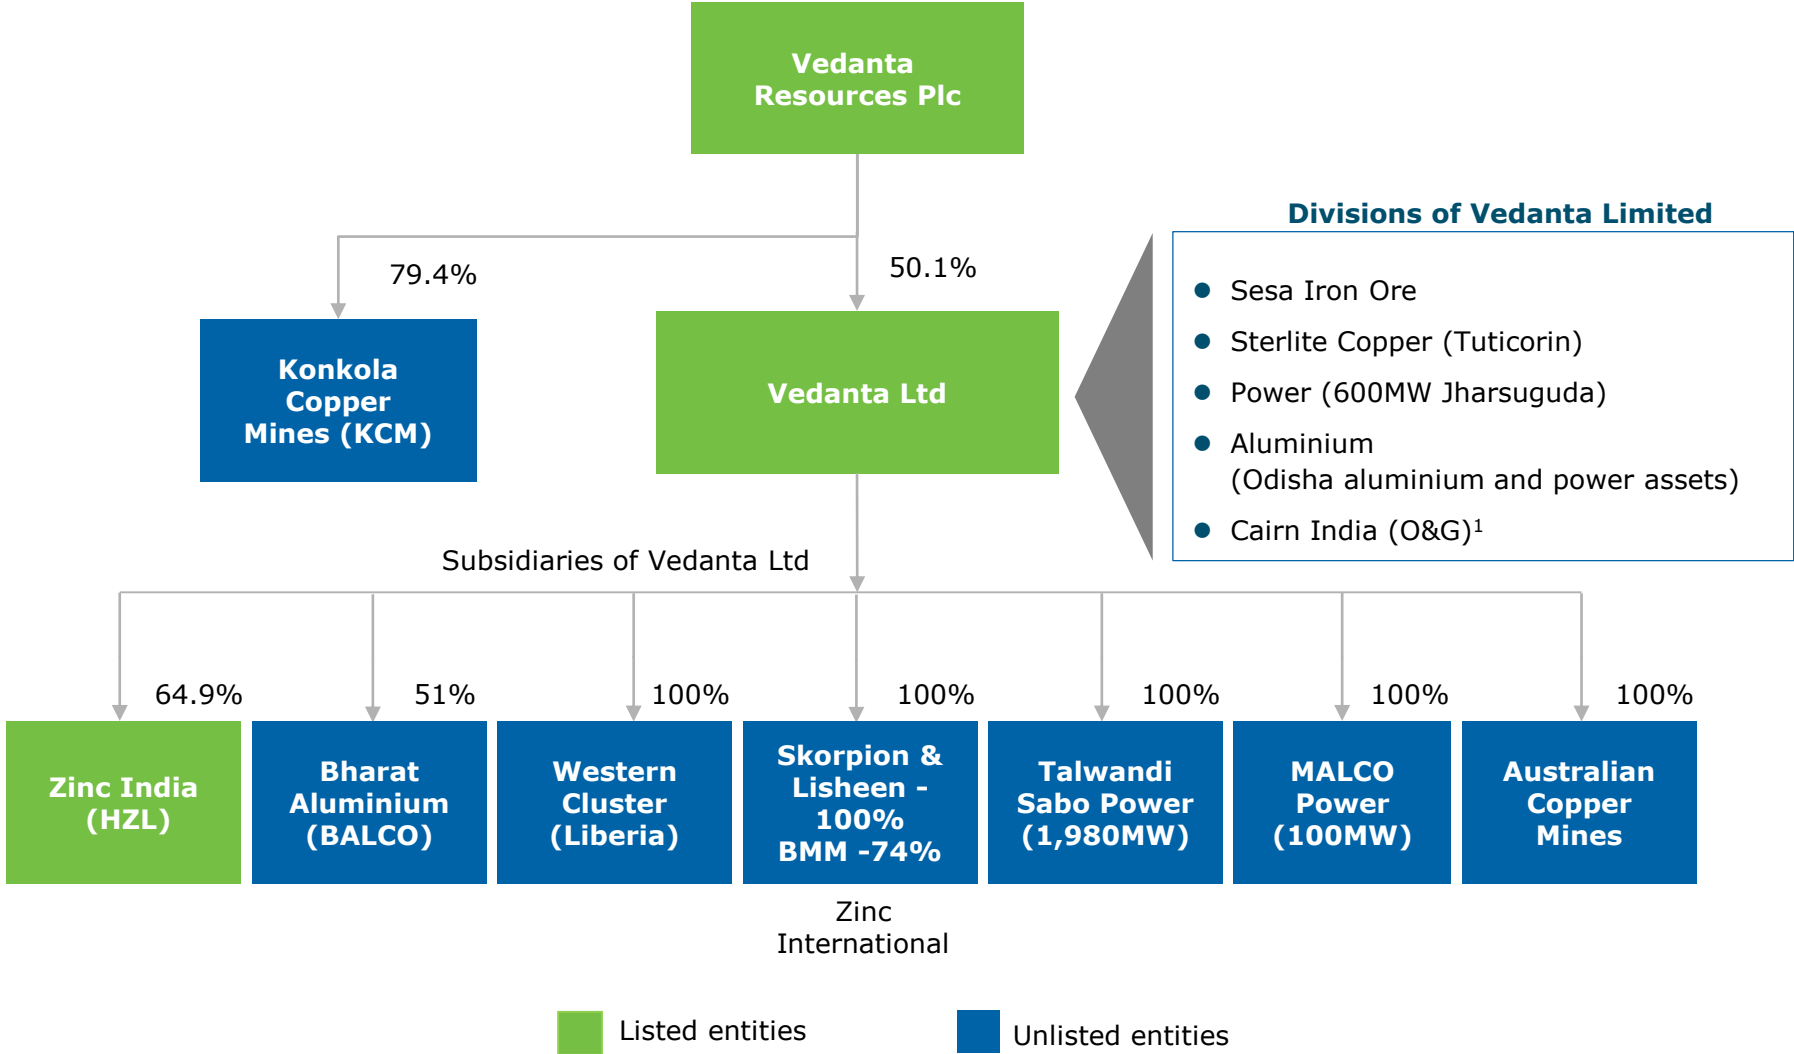 Vedanta
Resources Plc
Divisions of Vedanta Limited
79.4%
50.1%
Konkola
Copper
Mines (KCM)
Vedanta Ltd
● Sesa Iron Ore
● Sterlite Copper (Tuticorin)
● Power (600MW Jharsuguda)
● Aluminium
(Odisha aluminium and power assets)
● Cairn India (O&G)¹
Subsidiaries of Vedanta Ltd
64.9%
51%
100%
100%
100%
100%
100%
Zinc India
(HZL)
Bharat
Aluminium
(BALCO)
Western
Cluster
(Liberia)
Skorpion &
Lisheen -
100%
BMM -74%
Talwandi
Sabo Power
(1,980MW)
MALCO
Power
(100MW)
Australian
Copper
Mines
Zinc
International
Listed entities
Unlisted entities